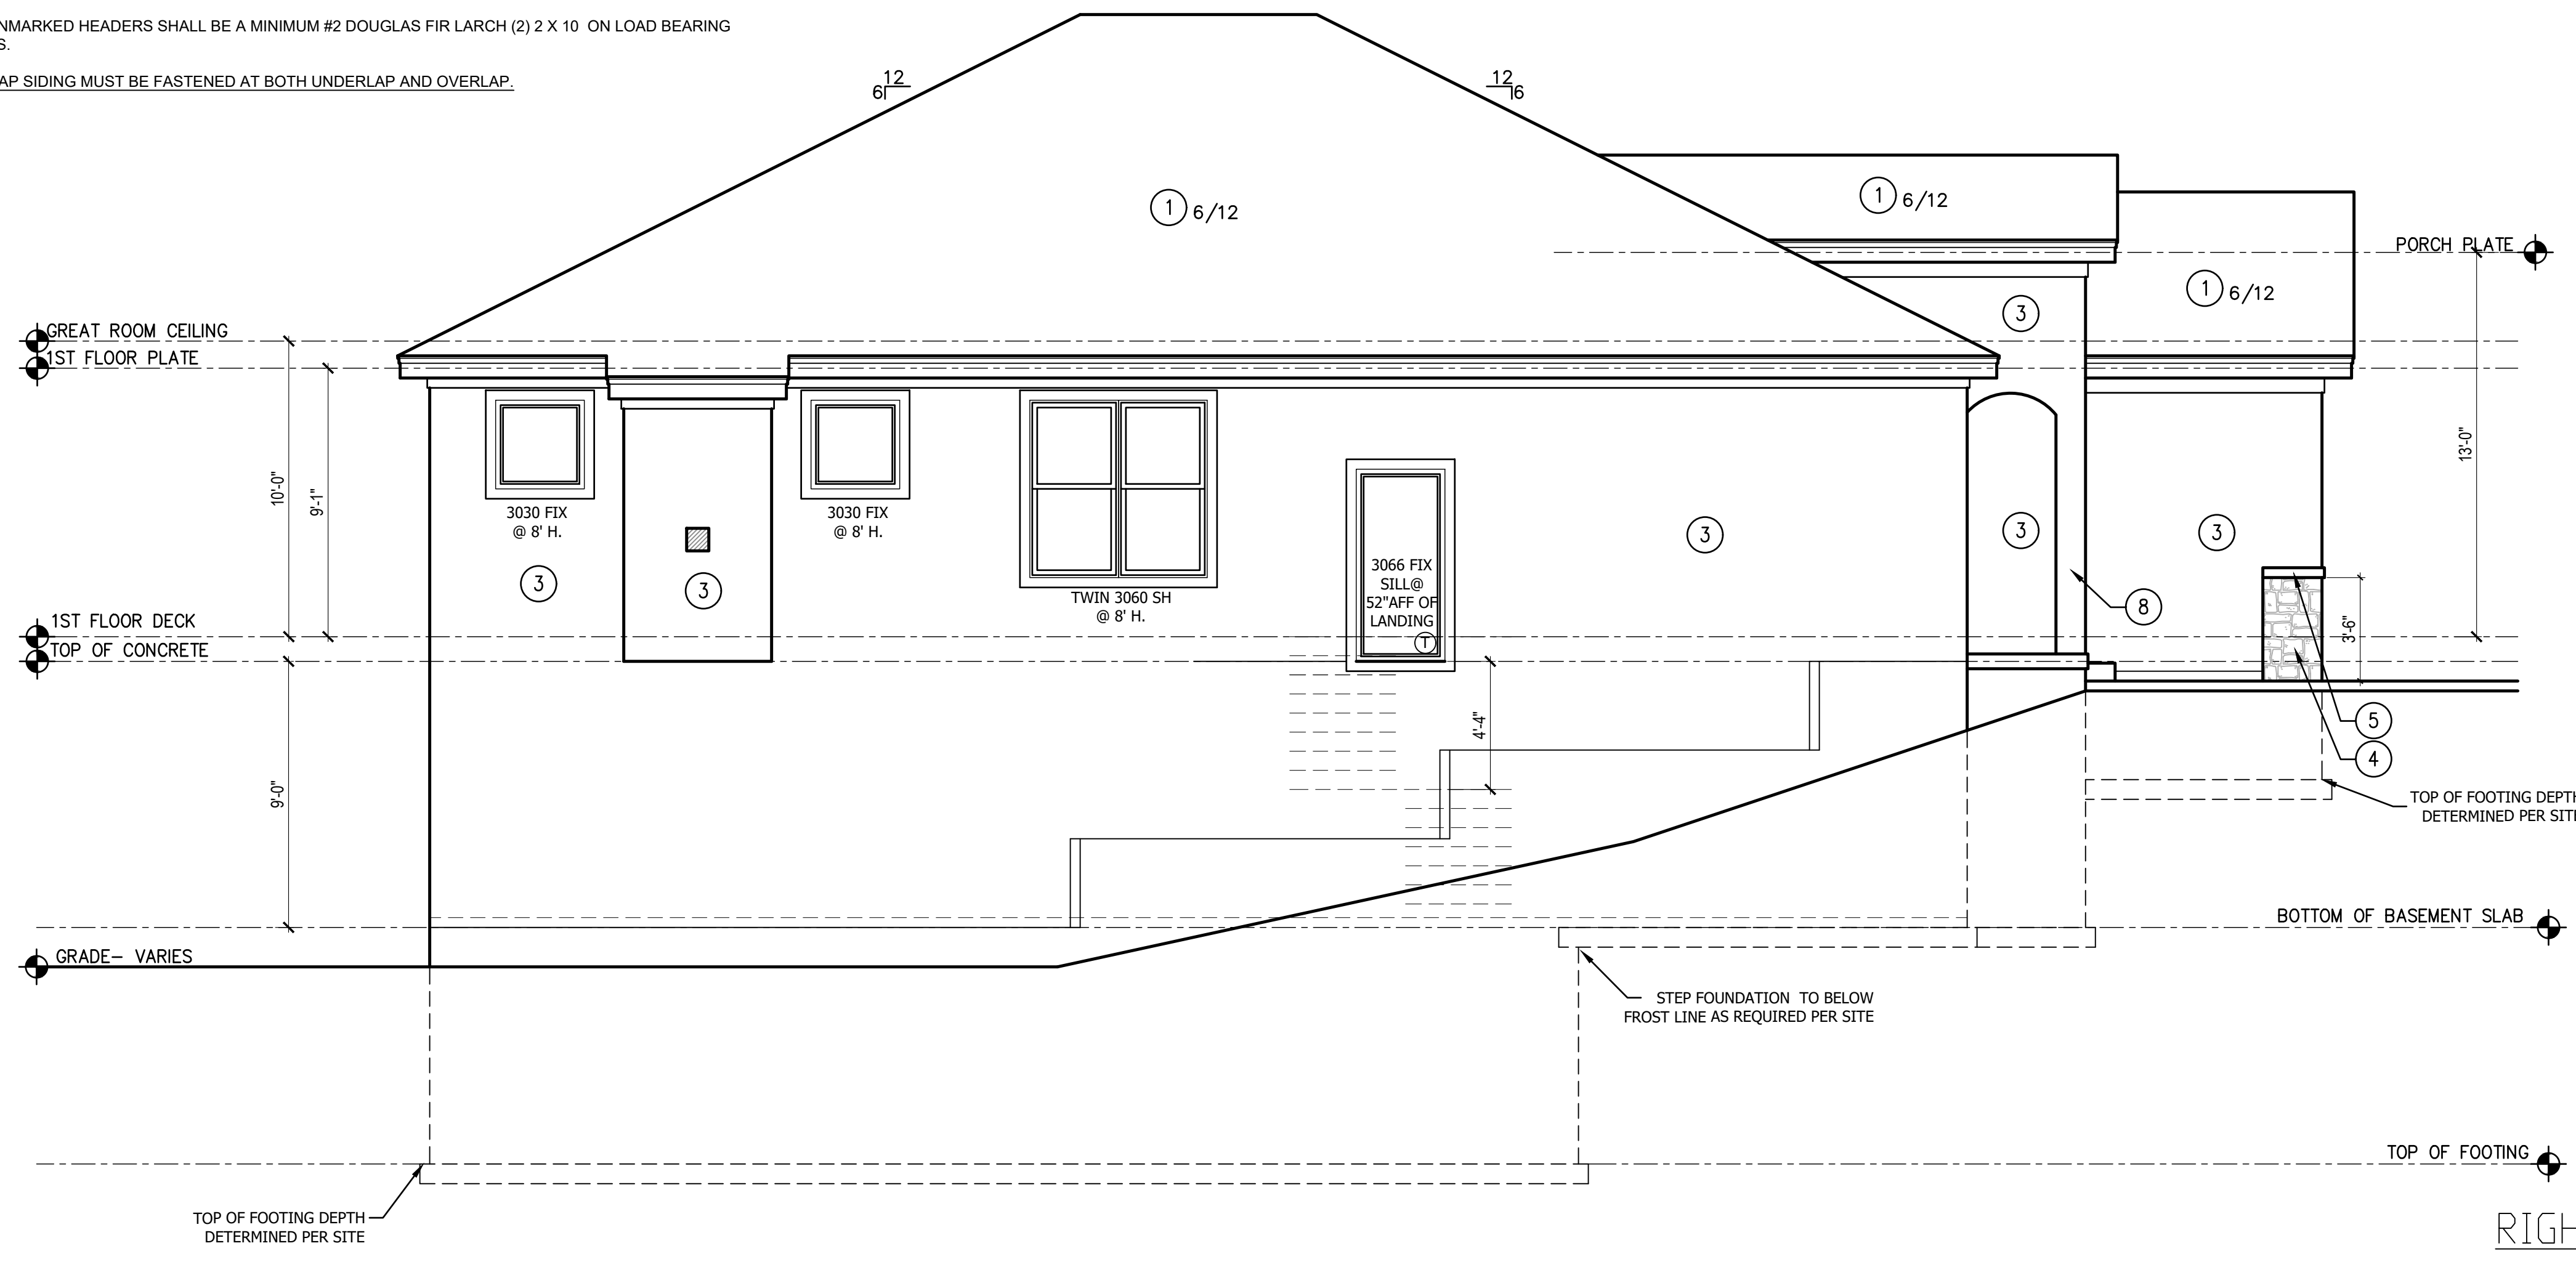 NMARKED HEADERS SHALL BE A MINIMUM #2 DOUGLAS FIR LARCH (2) 2 X 10 ON LOAD BEARING
S.
AP SIDING MUST BE FASTENED AT BOTH UNDERLAP AND OVERLAP.
12
6
12
6
1 6/12
1 6/12
PORCH PLATE
1 6/12
3
GREAT ROOM CEILING
1ST FLOOR PLATE
10'-0"
9'-1"
13'-0"
3030 FIX
@ 8' H.
3030 FIX
@ 8' H.
3
3
3
3
3
TWIN 3060 SH
@ 8' H.
3066 FIX
SILL@
52"AFF OF
LANDING
T
8
3'-6"
1ST FLOOR DECK
TOP OF CONCRETE
4'-4"
5
4
9'-0"
TOP OF FOOTING DEPTH
DETERMINED PER SITE
BOTTOM OF BASEMENT SLAB
GRADE- VARIES
STEP FOUNDATION TO BELOW
FROST LINE AS REQUIRED PER SITE
TOP OF FOOTING
TOP OF FOOTING DEPTH
DETERMINED PER SITE
RIGH